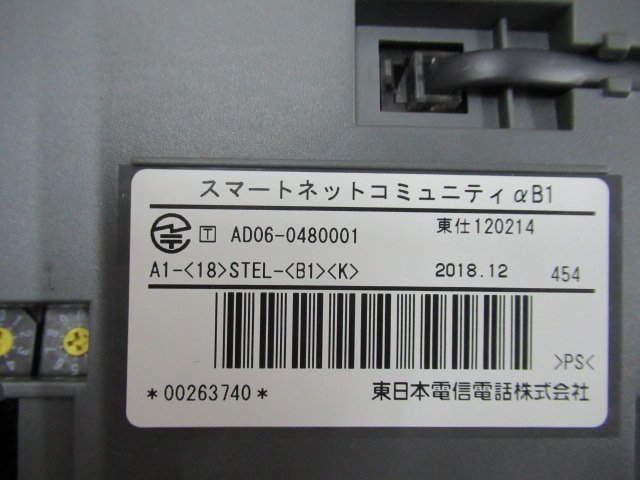 スマートネットコミュニティαB1
T AD06-0480001 東仕120214
A1-<18>STEL-<B1><K> 2018.12 454
>PS<
*00263740* 東日本電信電話株式会社